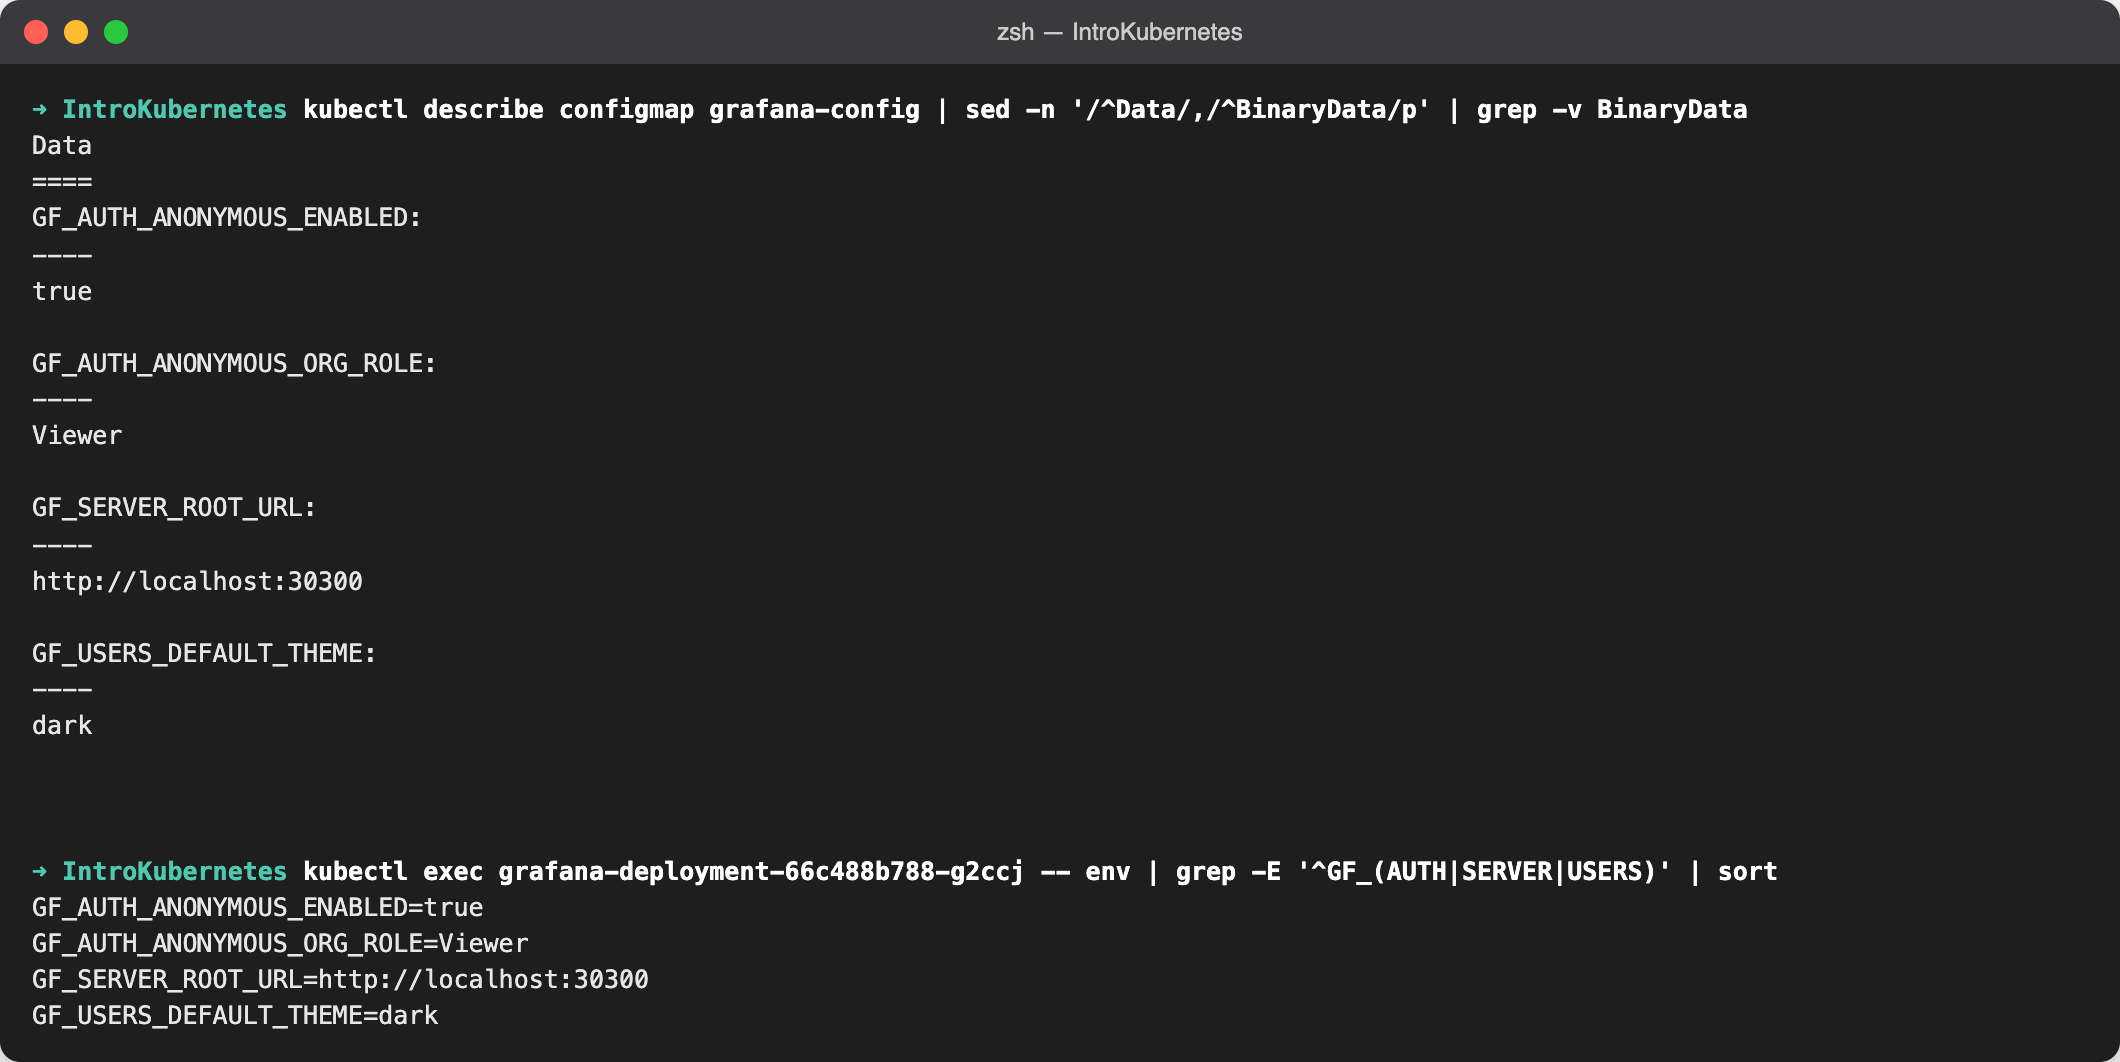 zsh — IntroKubernetes
➜ IntroKubernetes kubectl describe configmap grafana-config | sed -n '/^Data/,/^BinaryData/p' | grep -v BinaryData
Data
====
GF_AUTH_ANONYMOUS_ENABLED:
----
true
GF_AUTH_ANONYMOUS_ORG_ROLE:
----
Viewer
GF_SERVER_ROOT_URL:
----
http://localhost:30300
GF_USERS_DEFAULT_THEME:
----
dark
➜ IntroKubernetes kubectl exec grafana-deployment-66c488b788-g2ccj -- env | grep -E '^GF_(AUTH|SERVER|USERS)' | sort
GF_AUTH_ANONYMOUS_ENABLED=true
GF_AUTH_ANONYMOUS_ORG_ROLE=Viewer
GF_SERVER_ROOT_URL=http://localhost:30300
GF_USERS_DEFAULT_THEME=dark